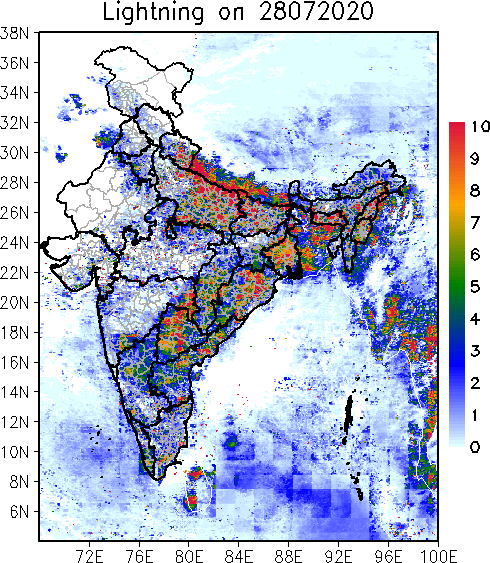 Lightning on 28072020
38N
36N
34N
32N
30N
28N
26N
24N
22N
20N
18N
16N
14N
12N
10N
8N
6N
72E 76E 80E 84E 88E 92E 96E 100E
10
9
8
7
6
5
4
3
2
1
0